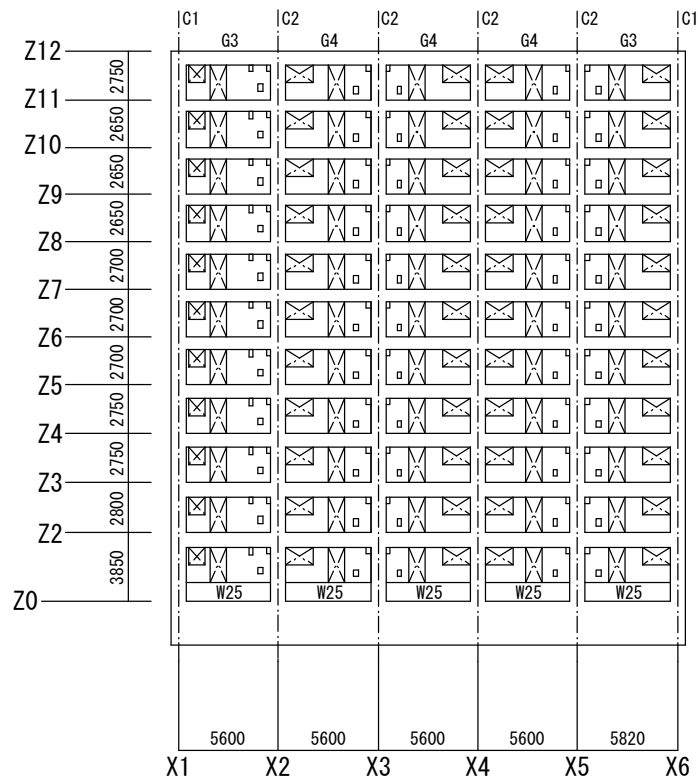 C1 C2 C2 C2 C2 C1
G3 G4 G4 G4 G3
Z12
2750
Z11
2650
Z10
2650
Z9
2650
Z8
2700
Z7
2700
Z6
2700
Z5
2750
Z4
2750
Z3
2800
Z2
3850
W25 W25 W25 W25 W25
Z0
5600 5600 5600 5600 5820
X1 X2 X3 X4 X5 X6